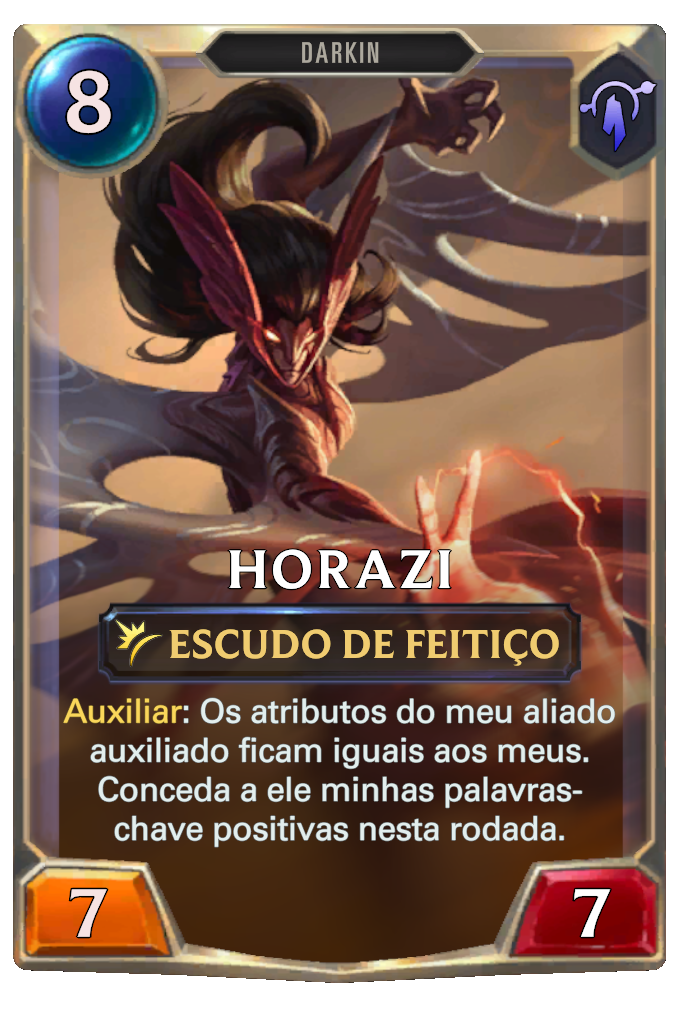 DARKIN
8
HORAZI
ESCUDO DE FEITIÇO
Auxiliar: Os atributos do meu aliado
auxiliado ficam iguais aos meus.
Conceda a ele minhas palavras-
chave positivas nesta rodada.
7
7